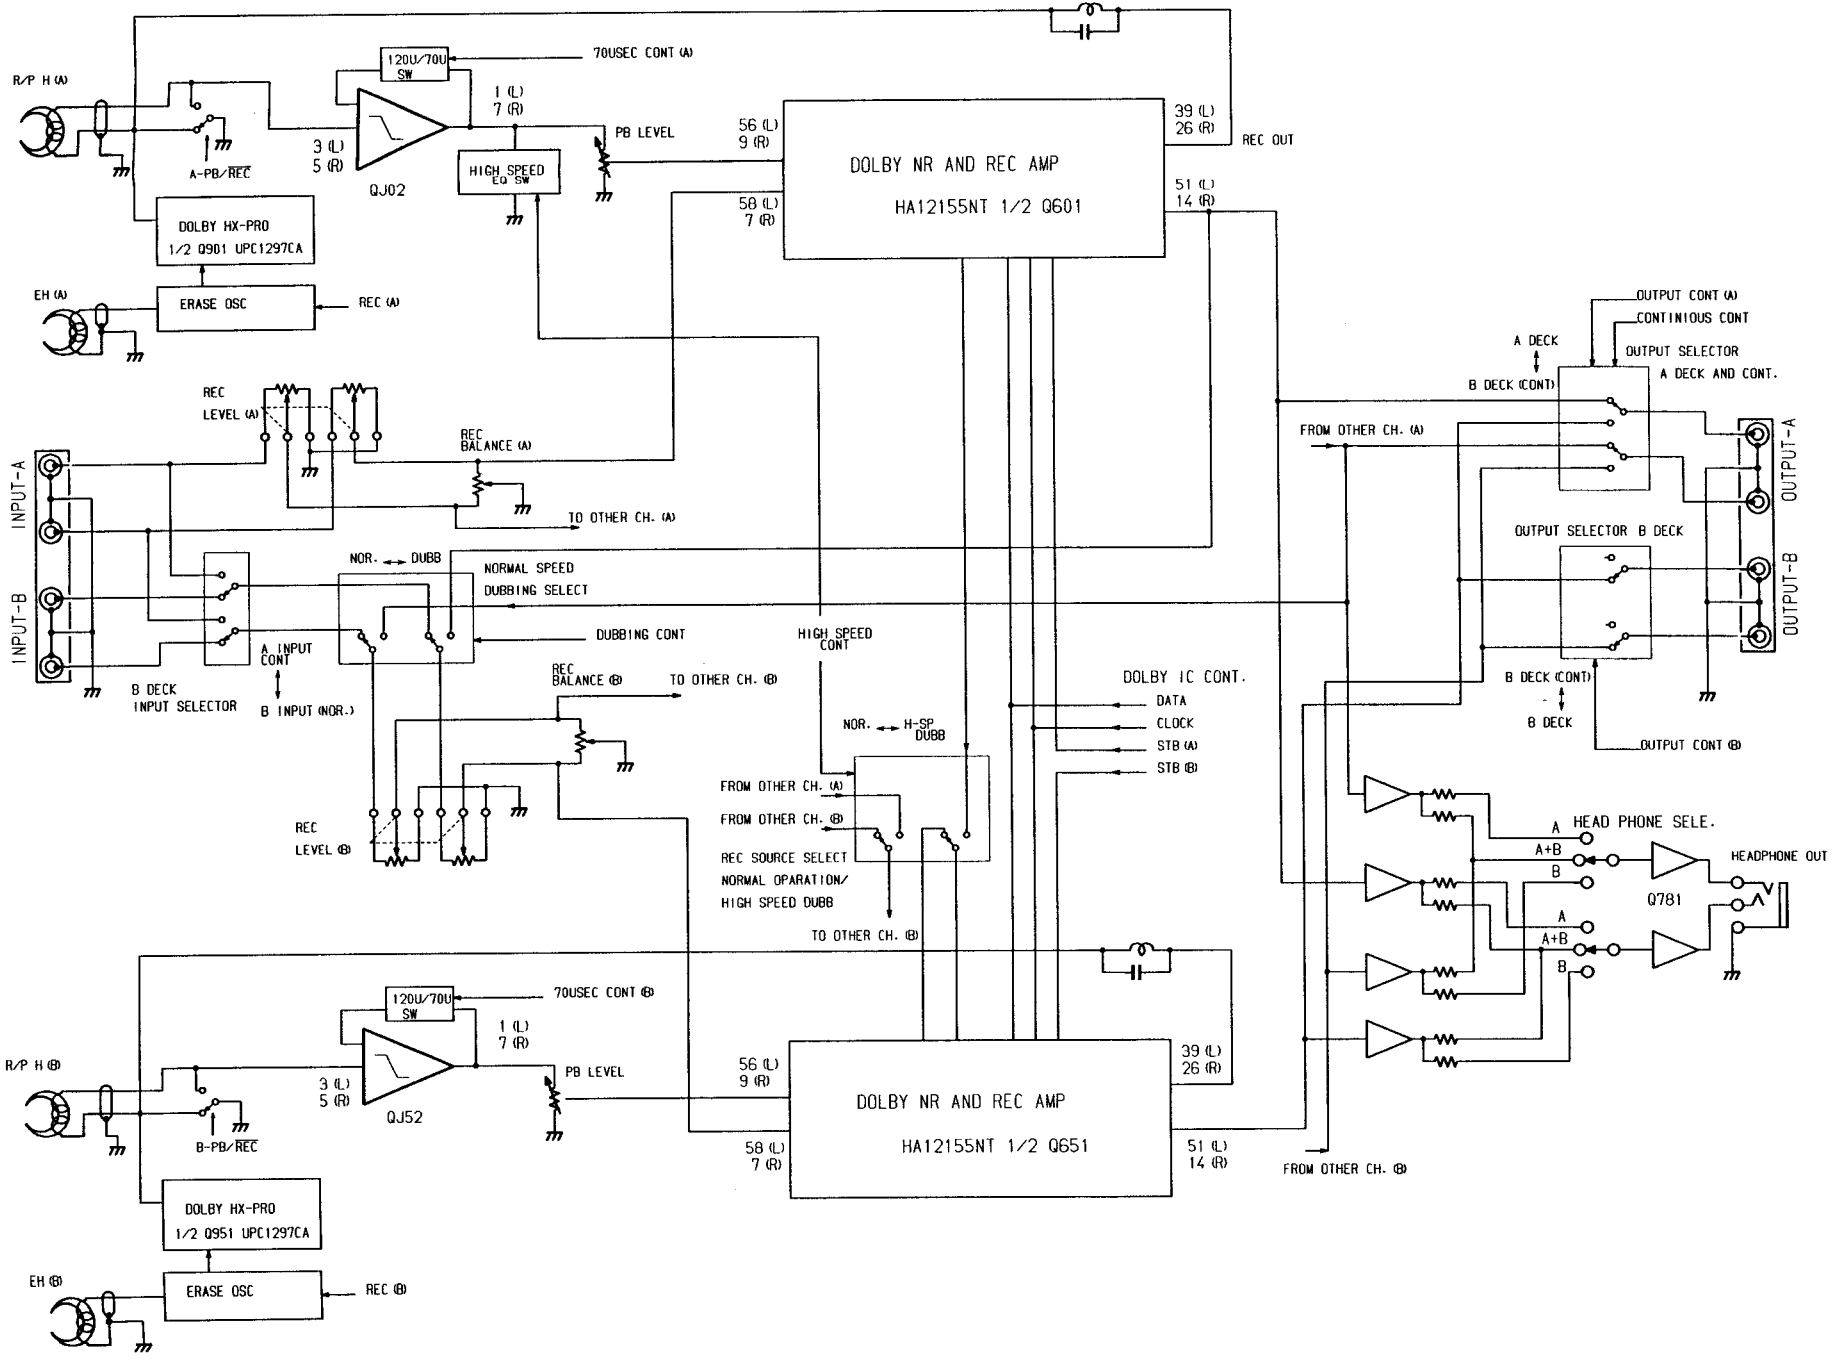 70USEC CONT (A)
120U/70U
SW
R/P H (A)
1 (L)
7 (R)
PB LEVEL
56 (L)
9 (R)
39 (L)
26 (R)
REC OUT
3 (L)
5 (R)
QJ02
HIGH SPEED
EQ SW
A-PB/REC
DOLBY NR AND REC AMP
HA12155NT 1/2 Q601
58 (L)
7 (R)
51 (L)
14 (R)
DOLBY HX-PRO
1/2 Q901 UPC1297CA
EH (A)
ERASE OSC
REC (A)
OUTPUT CONT (A)
CONTINIOUS CONT
A DECK
OUTPUT SELECTOR
A DECK AND CONT.
B DECK (CONT)
REC
LEVEL (A)
REC
BALANCE (A)
FROM OTHER CH. (A)
INPUT-A
OUTPUT-A
TO OTHER CH. (A)
OUTPUT SELECTOR B DECK
NOR. DUBB
NORMAL SPEED
DUBBING SELECT
INPUT-B
OUTPUT-B
DUBBING CONT
HIGH SPEED
CONT
A INPUT
CONT
B DECK
INPUT SELECTOR
B INPUT (NOR.)
REC
BALANCE (B)
TO OTHER CH. (B)
DOLBY IC CONT.
DATA
CLOCK
STB (A)
STB (B)
B DECK (CONT)
B DECK
OUTPUT CONT (B)
NOR. H-SP
DUBB
FROM OTHER CH. (A)
FROM OTHER CH. (B)
REC
LEVEL (B)
REC SOURCE SELECT
NORMAL OPARATION/
HIGH SPEED DUBB
TO OTHER CH. (B)
HEAD PHONE SELE.
A
A+B
B
A
A+B
B
Q781
HEADPHONE OUT
70USEC CONT (B)
120U/70U
SW
R/P H (B)
1 (L)
7 (R)
PB LEVEL
56 (L)
9 (R)
39 (L)
26 (R)
3 (L)
5 (R)
QJ52
B-PB/REC
DOLBY NR AND REC AMP
HA12155NT 1/2 Q651
58 (L)
7 (R)
51 (L)
14 (R)
FROM OTHER CH. (B)
DOLBY HX-PRO
1/2 Q951 UPC1297CA
EH (B)
ERASE OSC
REC (B)